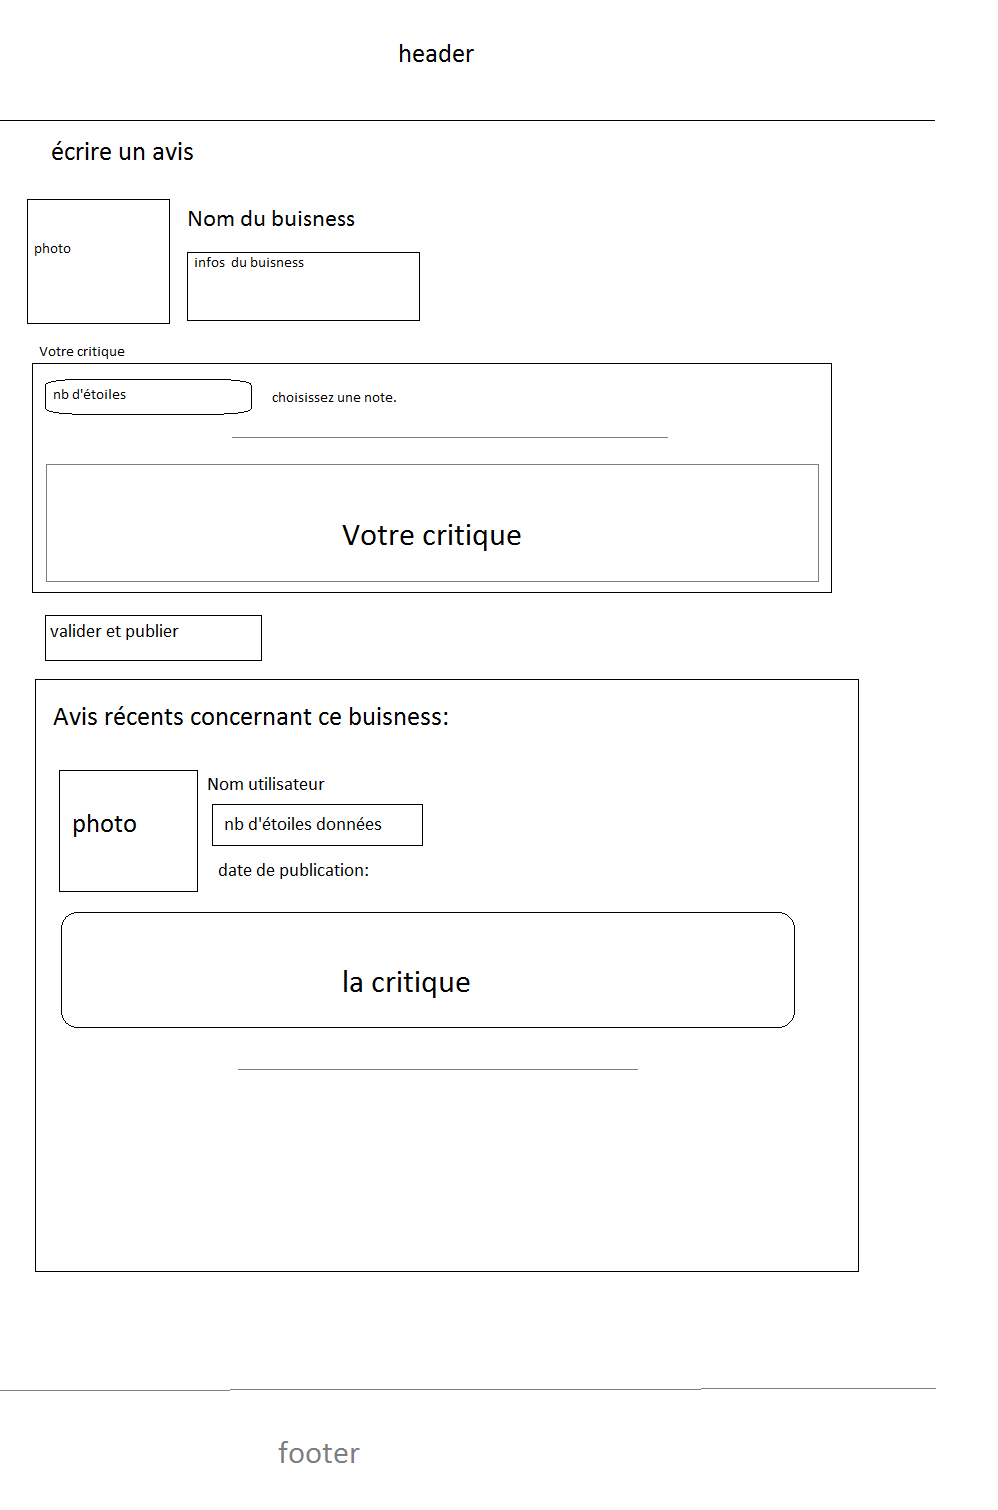 header
écrire un avis
photo
Nom du buisness
infos du buisness
Votre critique
nb d'étoiles
choisissez une note.
Votre critique
valider et publier
Avis récents concernant ce buisness:
photo
Nom utilisateur
nb d'étoiles données
date de publication:
la critique
footer